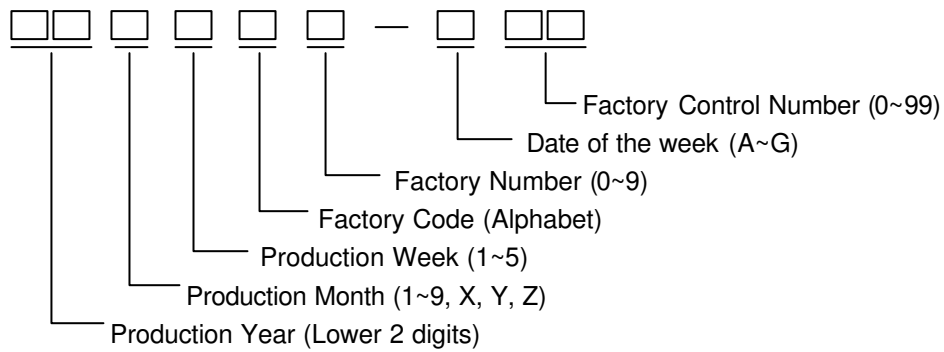 Factory Control Number (0~99)
Date of the week (A~G)
Factory Number (0~9)
Factory Code (Alphabet)
Production Week (1~5)
Production Month (1~9, X, Y, Z)
Production Year (Lower 2 digits)